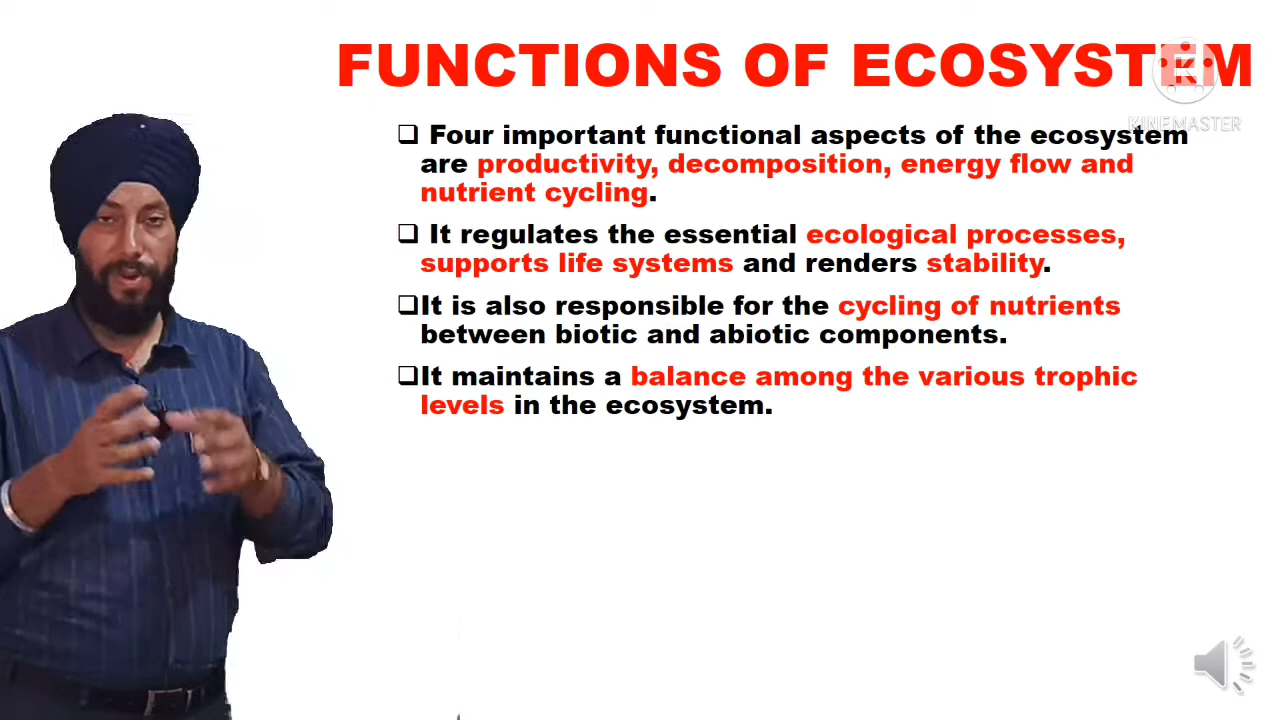 FUNCTIONS OF ECOSYSTEM
KINEMASTER
❑ Four important functional aspects of the ecosystem
are productivity, decomposition, energy flow and
nutrient cycling.
❑ It regulates the essential ecological processes,
supports life systems and renders stability.
❑It is also responsible for the cycling of nutrients
between biotic and abiotic components.
❑It maintains a balance among the various trophic
levels in the ecosystem.